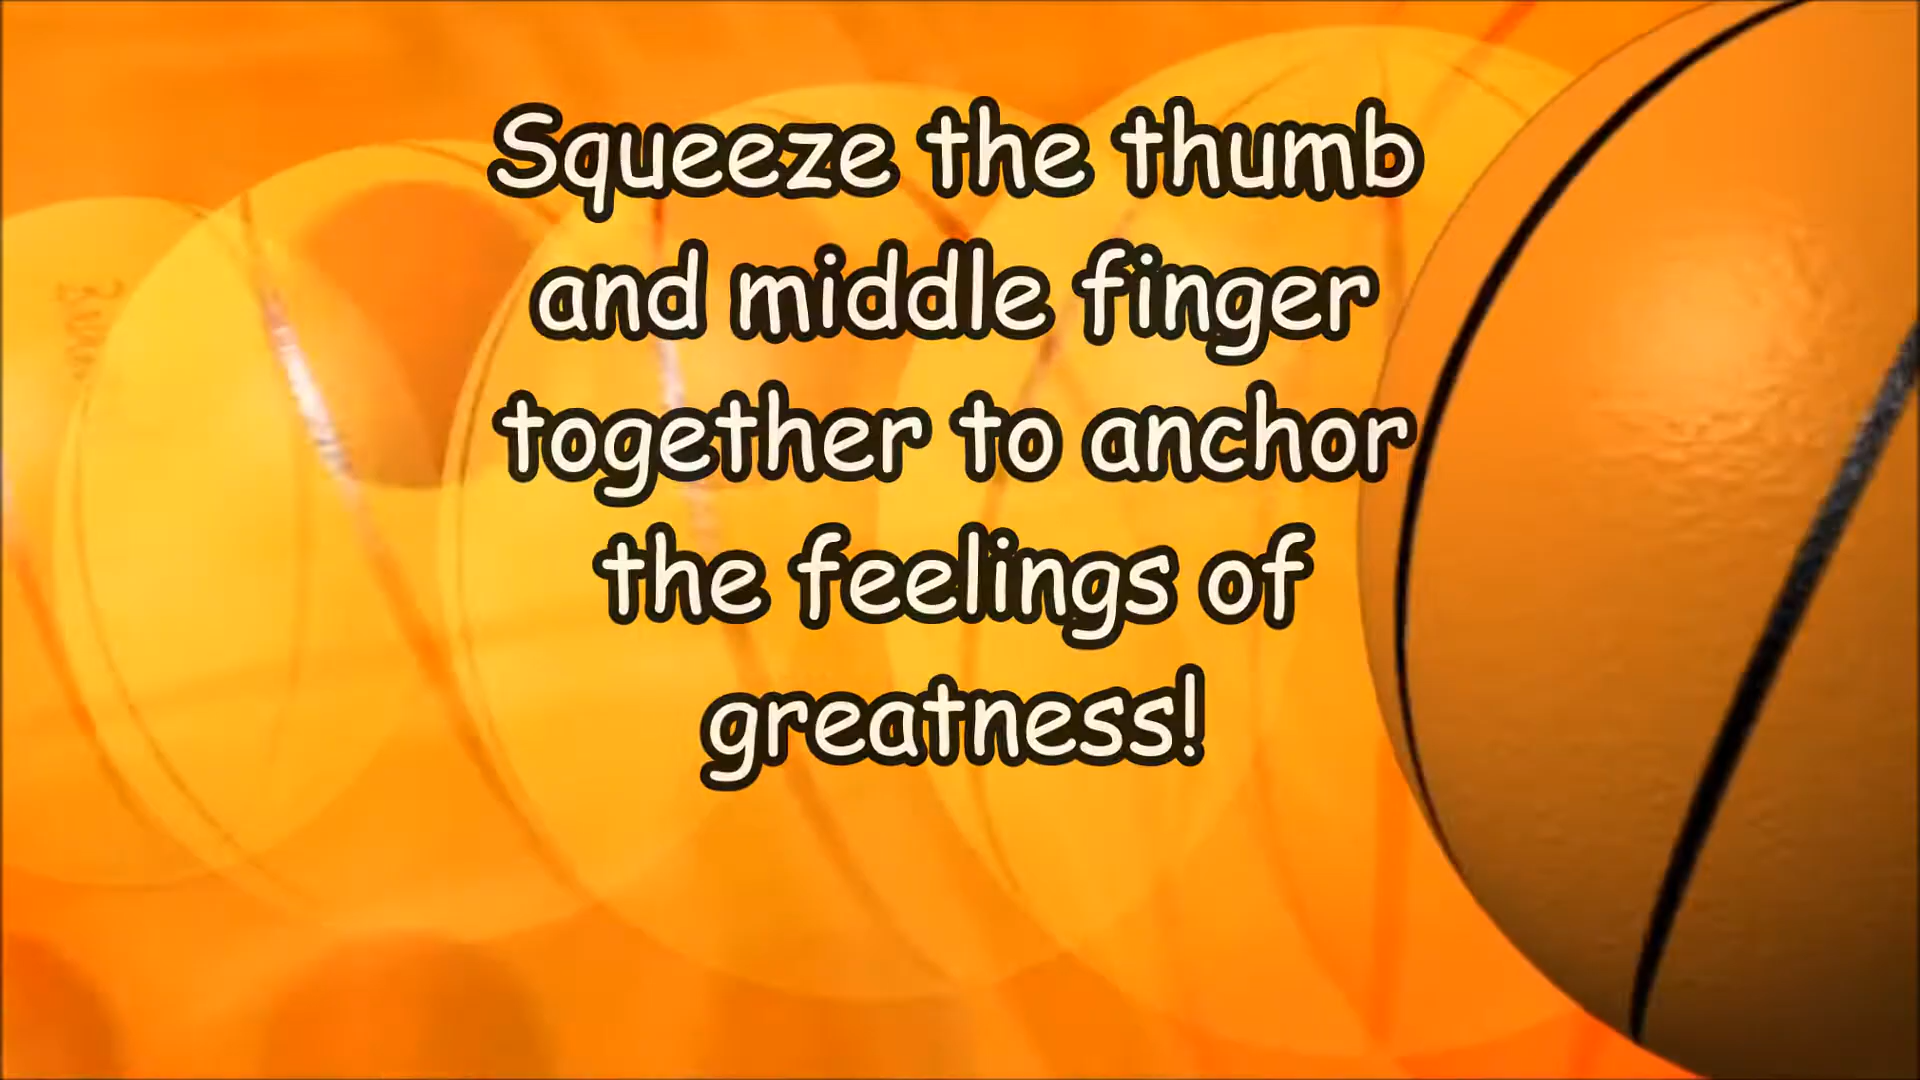 Squeeze the thumb
and middle finger
together to anchor
the feelings of
greatness!